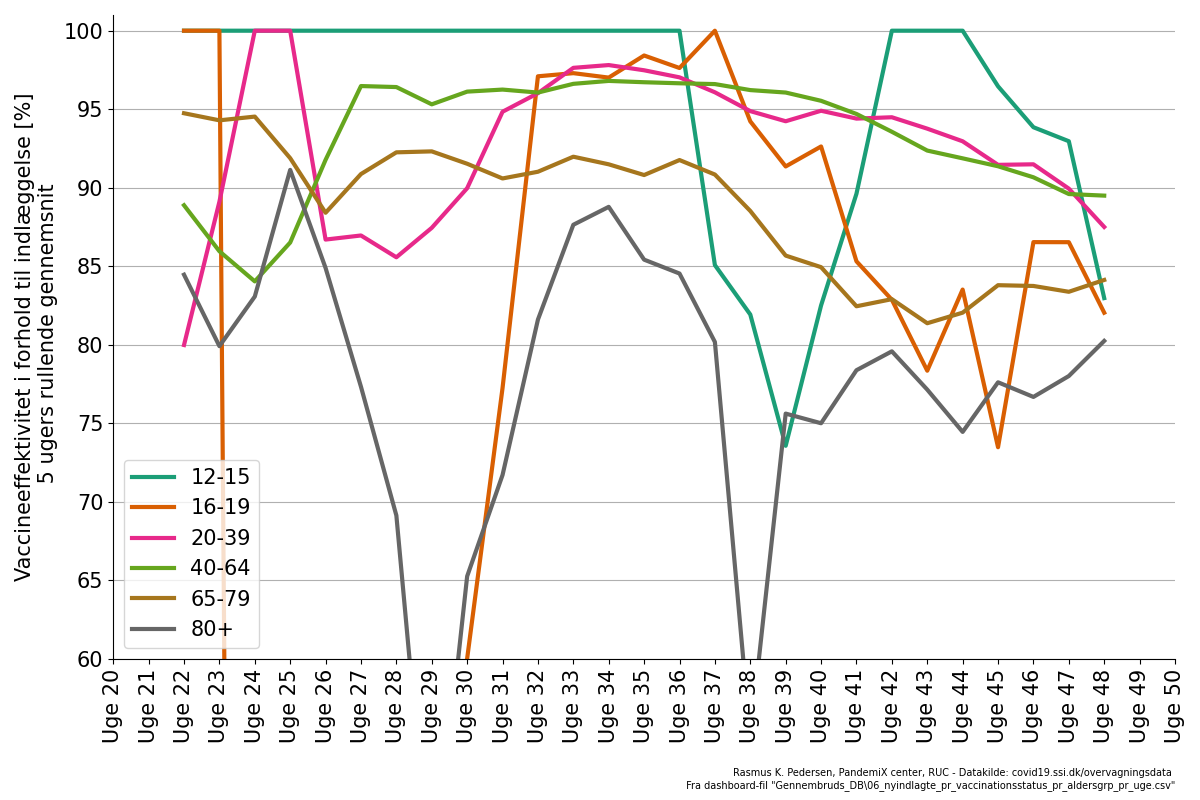 Vaccineeffektivitet i forhold til indlæggelse [%]
5 ugers rullende gennemsnit
100
95
90
85
80
75
70
65
60
12-15
16-19
20-39
40-64
65-79
80+
Uge 20
Uge 21
Uge 22
Uge 23
Uge 24
Uge 25
Uge 26
Uge 27
Uge 28
Uge 29
Uge 30
Uge 31
Uge 32
Uge 33
Uge 34
Uge 35
Uge 36
Uge 37
Uge 38
Uge 39
Uge 40
Uge 41
Uge 42
Uge 43
Uge 44
Uge 45
Uge 46
Uge 47
Uge 48
Uge 49
Uge 50
Rasmus K. Pedersen, PandemiX center, RUC - Datakilde: covid19.ssi.dk/overvagningsdata
Fra dashboard-fil "Gennembruds_DB\06_nyindlagte_pr_vaccinationsstatus_pr_aldersgrp_pr_uge.csv"